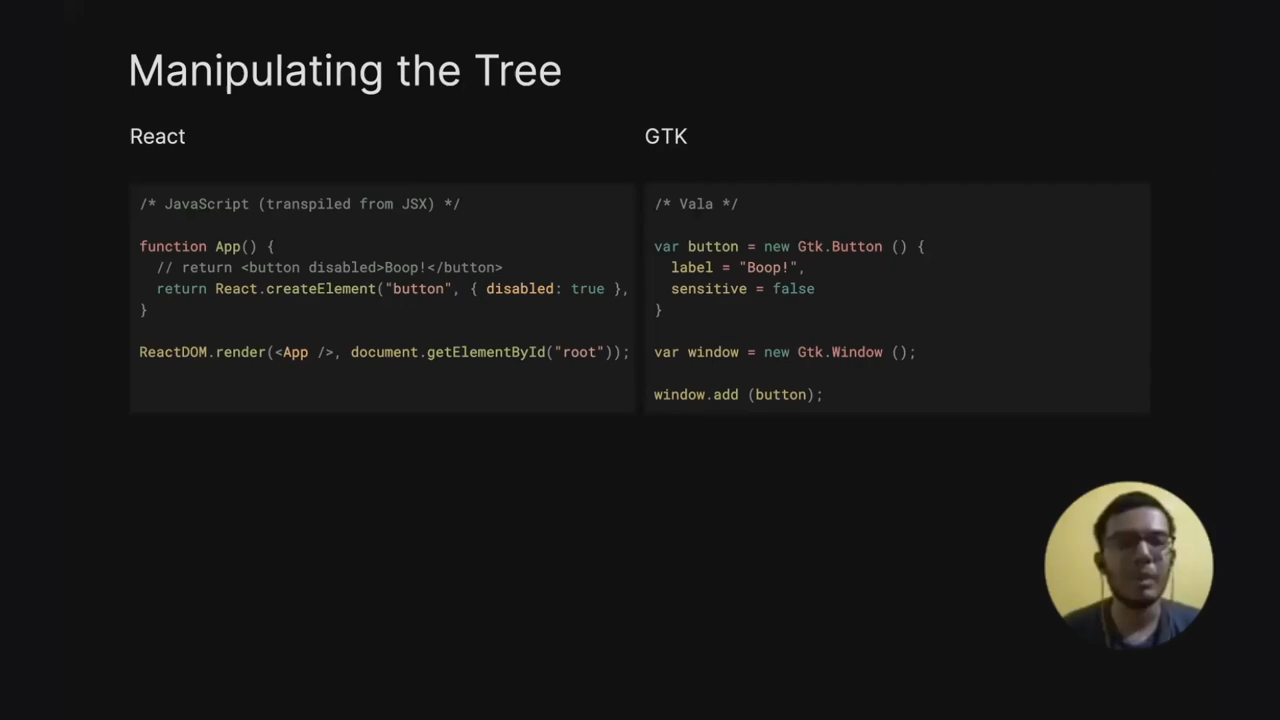 Manipulating the Tree
React
/* JavaScript (transpiled from JSX) */
function App() {
// return <button disabled>Boop!</button>
return React.createElement("button", { disabled: true },
}
ReactDOM.render(<App />, document.getElementById("root"));
GTK
/* Vala */
var button = new Gtk.Button () {
label = "Boop!",
sensitive = false
}
var window = new Gtk.Window ();
window.add (button);